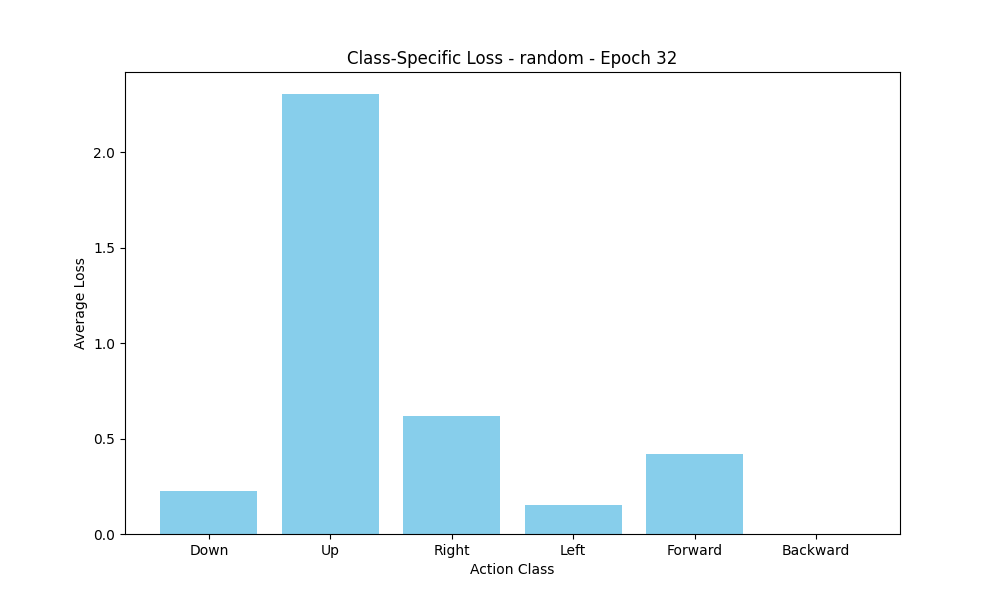 Class-Specific Loss - random - Epoch 32
Average Loss
2.0
1.5
1.0
0.5
0.0
Down Up Right Left Forward Backward
Action Class